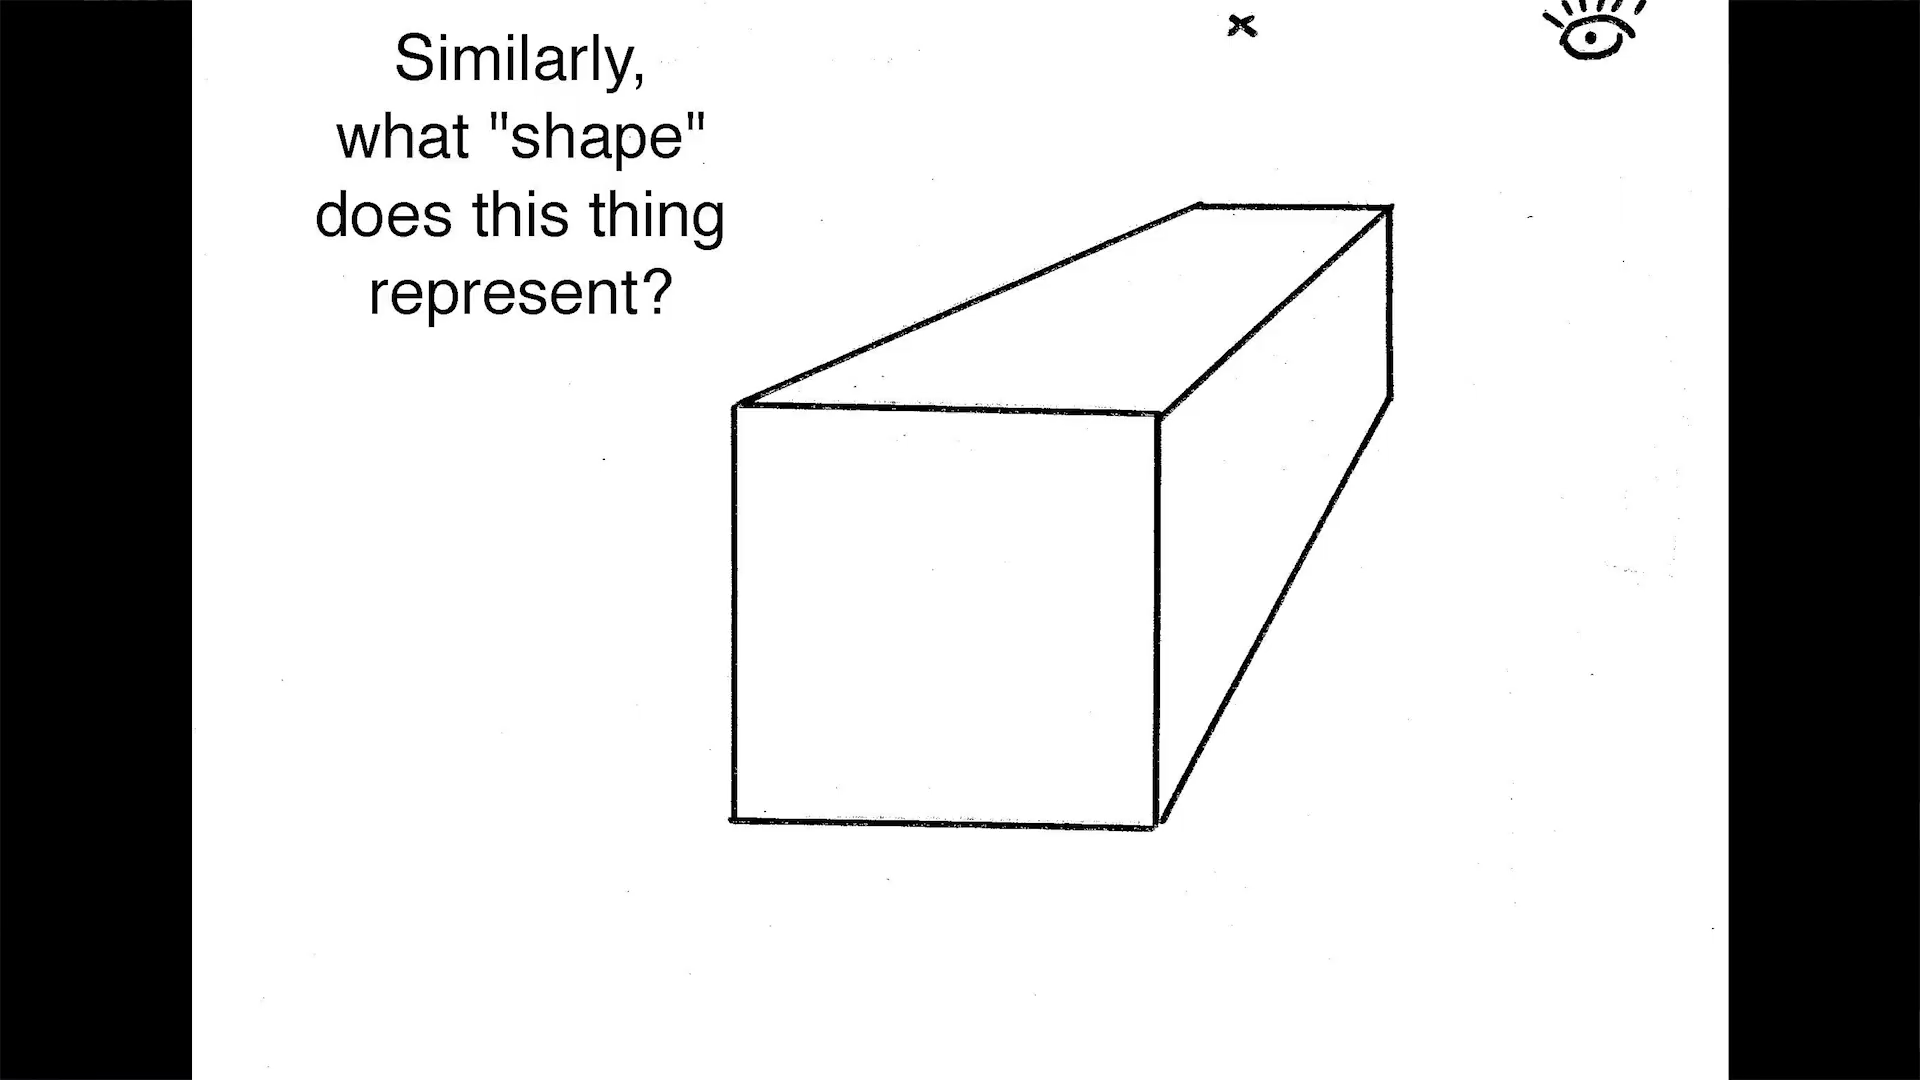 Similarly,
what "shape"
does this thing
represent?
x